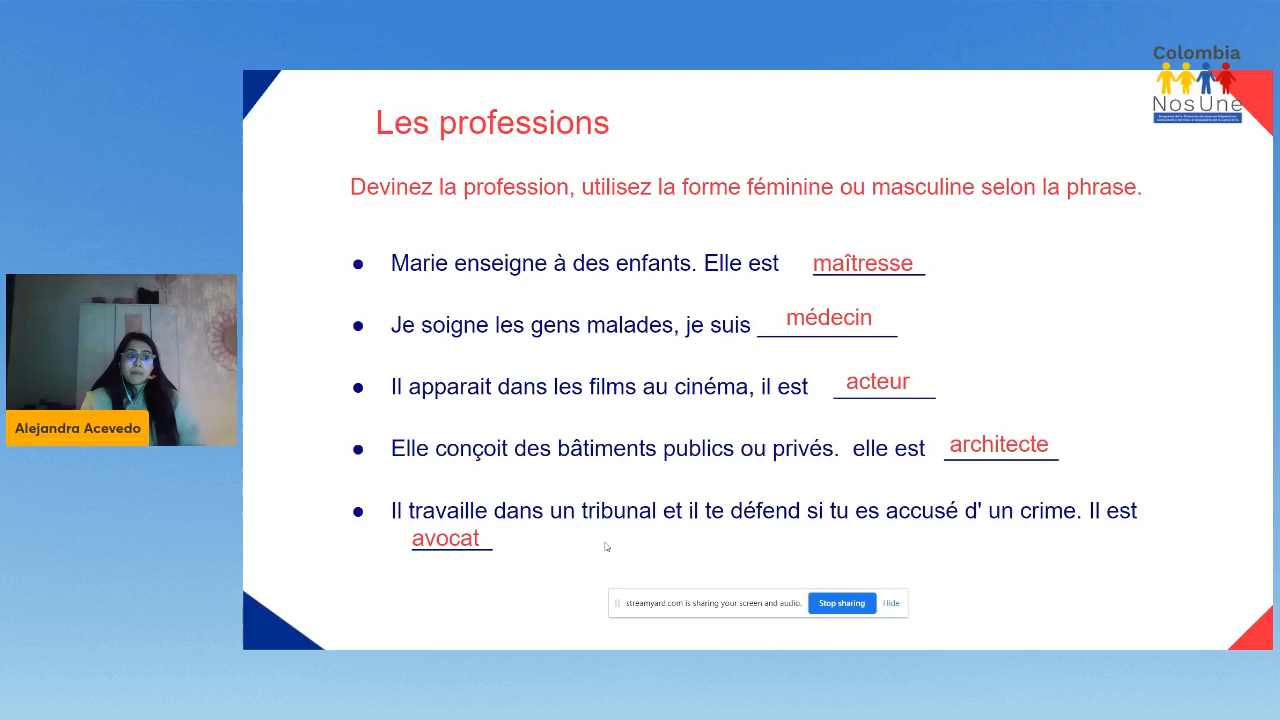 Colombia
NosUne
Les professions
Devinez la profession, utilisez la forme féminine ou masculine selon la phrase.
● Marie enseigne à des enfants. Elle est maîtresse
● Je soigne les gens malades, je suis médecin
● Il apparait dans les films au cinéma, il est acteur
● Elle conçoit des bâtiments publics ou privés. elle est architecte
● Il travaille dans un tribunal et il te défend si tu es accusé d' un crime. Il est
avocat
Alejandra Acevedo
streamyard.com is sharing your screen and audio. Stop sharing Hide